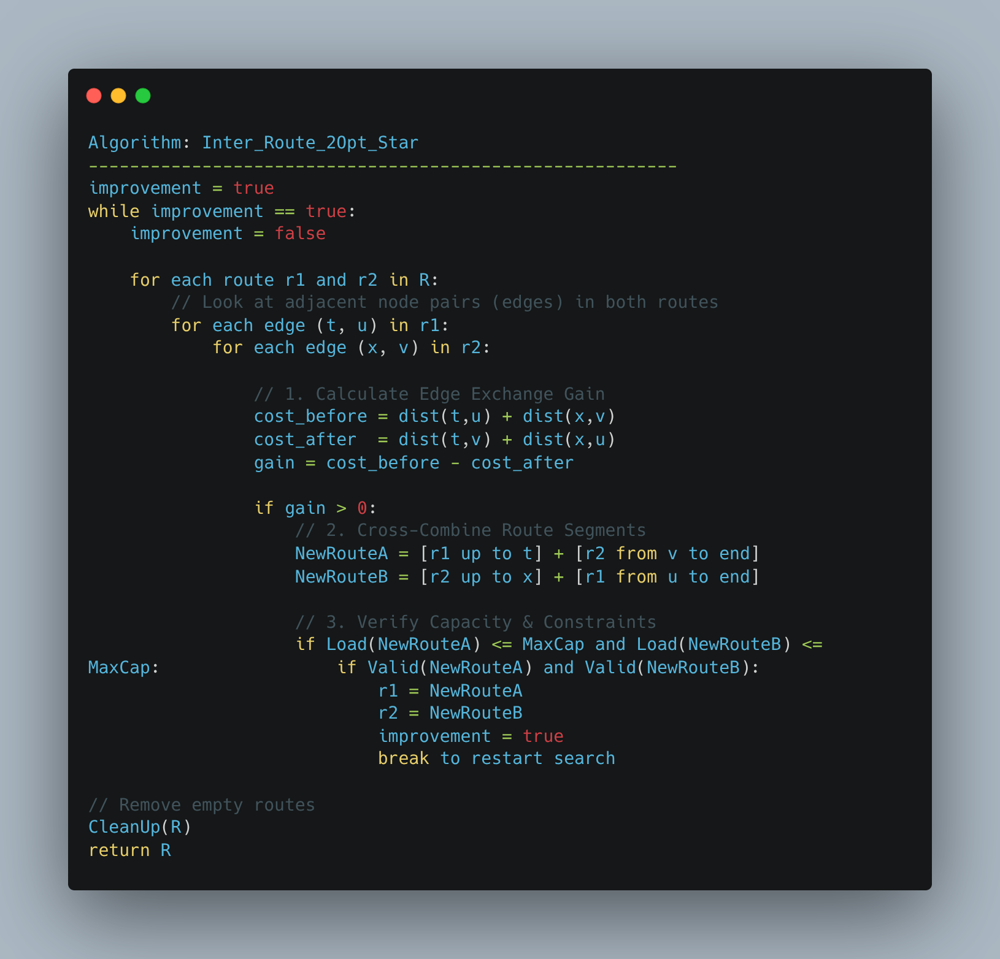 Algorithm: Inter_Route_2Opt_Star
---------------------------------------------------------
improvement = true
while improvement == true:
    improvement = false

    for each route r1 and r2 in R:
        // Look at adjacent node pairs (edges) in both routes
        for each edge (t, u) in r1:
            for each edge (x, v) in r2:

                // 1. Calculate Edge Exchange Gain
                cost_before = dist(t,u) + dist(x,v)
                cost_after  = dist(t,v) + dist(x,u)
                gain = cost_before - cost_after

                if gain > 0:
                    // 2. Cross-Combine Route Segments
                    NewRouteA = [r1 up to t] + [r2 from v to end]
                    NewRouteB = [r2 up to x] + [r1 from u to end]

                    // 3. Verify Capacity & Constraints
                    if Load(NewRouteA) <= MaxCap and Load(NewRouteB) <=
MaxCap:                 if Valid(NewRouteA) and Valid(NewRouteB):
                            r1 = NewRouteA
                            r2 = NewRouteB
                            improvement = true
                            break to restart search

// Remove empty routes
CleanUp(R)
return R